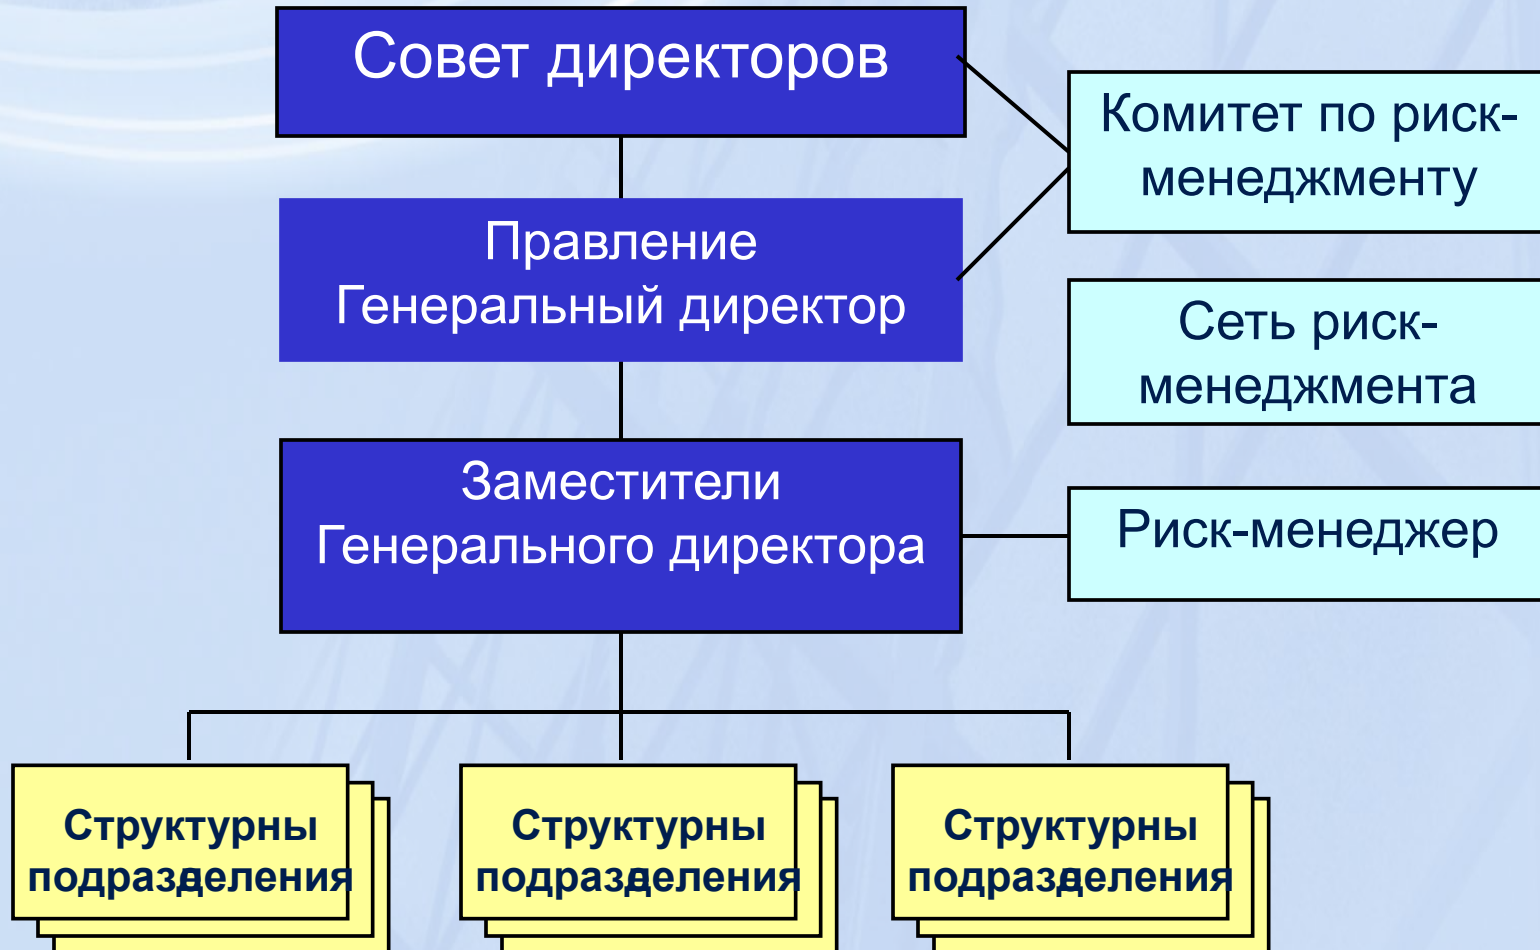 Совет директоров
Комитет по риск-
менеджменту
Правление
Генеральный директор
Сеть риск-
менеджмента
Заместители
Генерального директора
Риск-менеджер
Структурны
подразделения
Структурны
подразделения
Структурны
подразделения